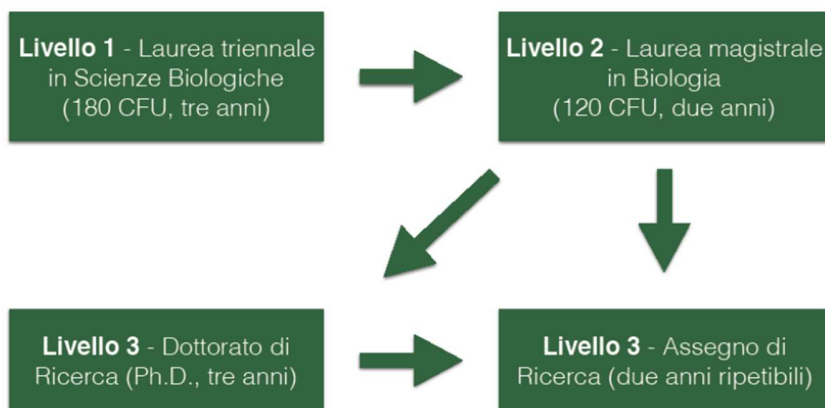 Livello 1 - Laurea triennale
in Scienze Biologiche
(180 CFU, tre anni)
Livello 2 - Laurea magistrale
in Biologia
(120 CFU, due anni)
Livello 3 - Dottorato di
Ricerca (Ph.D., tre anni)
Livello 3 - Assegno di
Ricerca (due anni ripetibili)